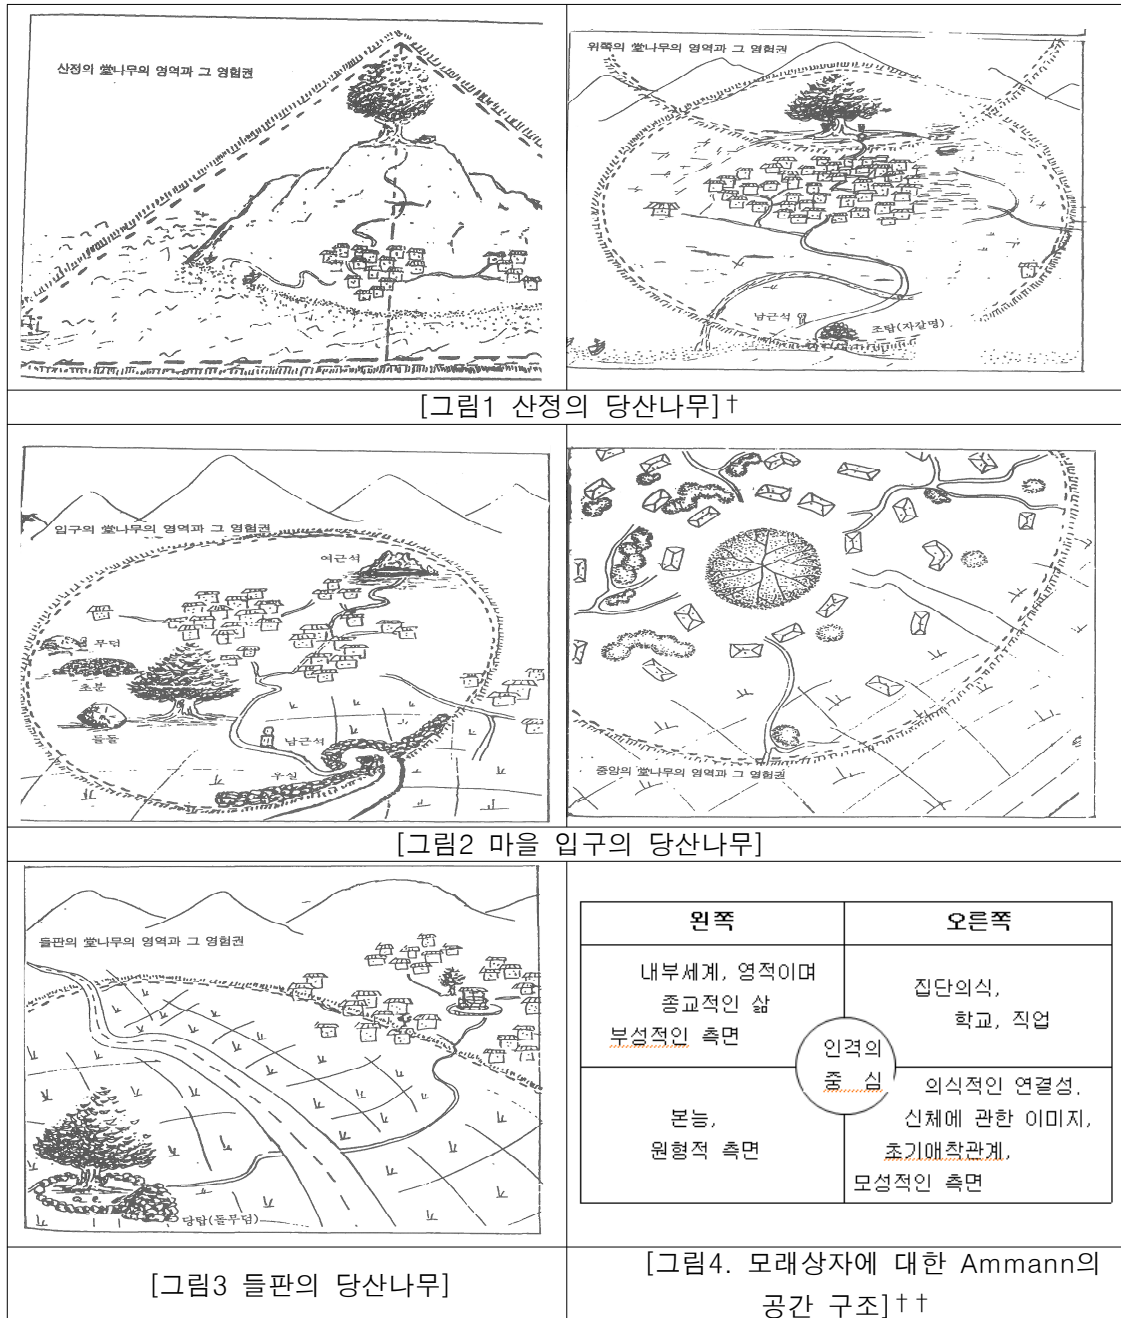 산정의 堂나무의 영역과 그 영험권
위쪽의 堂나무의 영역과 그 영험권
남근석
조탑(자갈명)
[그림1 산정의 당산나무]†
입구의 堂나무의 영역과 그 영험권
여근석
무덤
초분
들돌
남근석
우실
중앙의 堂나무의 영역과 그 영험권
[그림2 마을 입구의 당산나무]
들판의 堂나무의 영역과 그 영험권
당탑(돌무덤)
왼쪽
오른쪽
내부세계, 영적이며
종교적인 삶
부성적인 측면
집단의식,
학교, 직업
인격의
중 심
본능,
원형적 측면
의식적인 연결성.
신체에 관한 이미지,
초기애착관계,
모성적인 측면
[그림3 들판의 당산나무]
[그림4. 모래상자에 대한 Ammann의
공간 구조]††